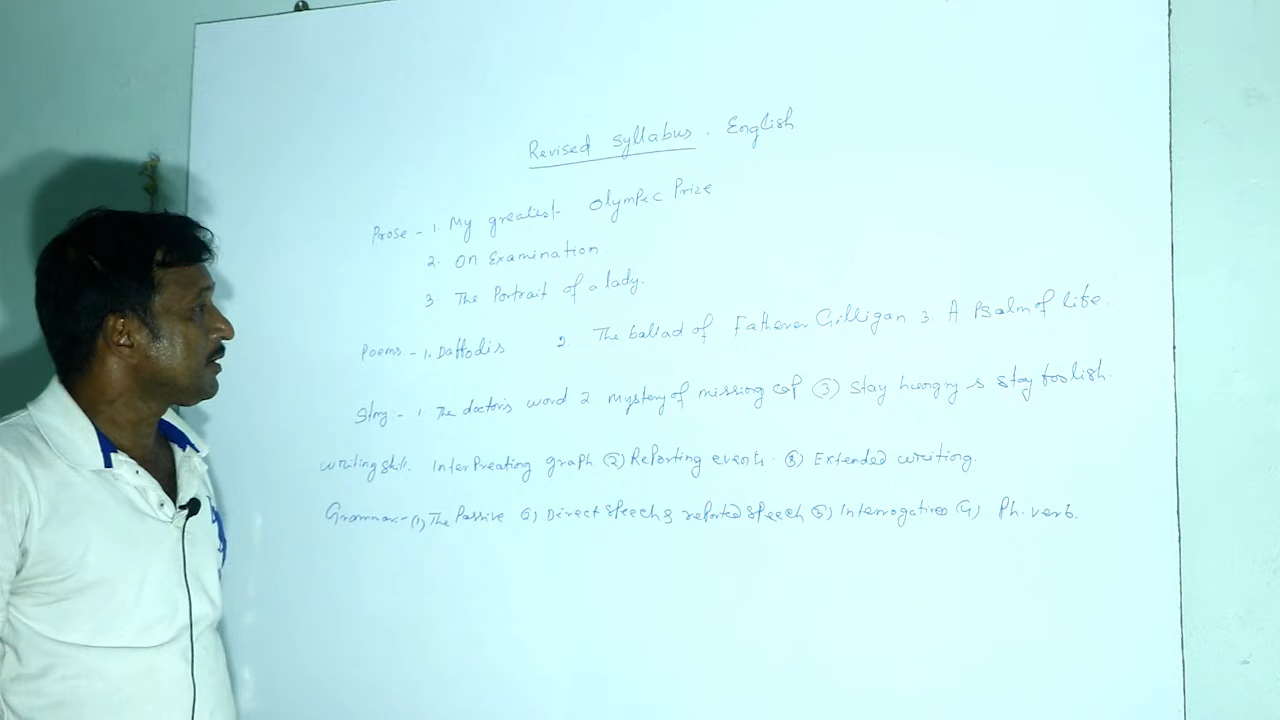 Revised Syllabus. English
Prose - 1. My greatest Olympec Prize
2. On Examination.
3. The Portrait of a lady.
Poems - 1. Daffodis 2. The ballad of Father Gilligan 3. A Psalm of life..
Story:- 1. The doctor's word 2 mystery of missing cap (3) Stay hungry & stay foolish.
Writing skill. Interpreating graph (2) Reporting events. (3) Extended writing.
Grammar:- (1) The Passive (2) Direct speech & reported speech (3) Interrogatives (4) Ph. verb.